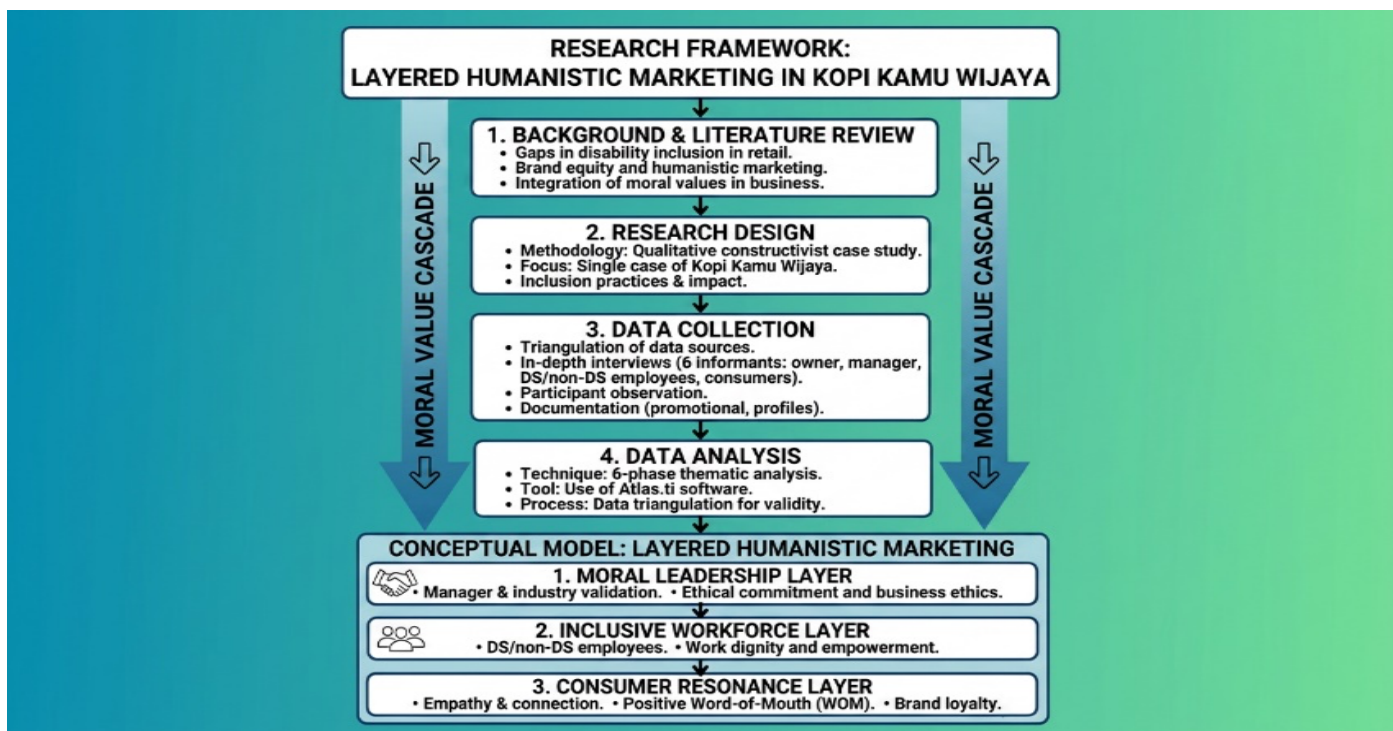 RESEARCH FRAMEWORK:
LAYERED HUMANISTIC MARKETING IN KOPI KAMU WIJAYA
MORAL VALUE CASCADE
MORAL VALUE CASCADE
1. BACKGROUND & LITERATURE REVIEW
• Gaps in disability inclusion in retail.
• Brand equity and humanistic marketing.
• Integration of moral values in business.
2. RESEARCH DESIGN
• Methodology: Qualitative constructivist case study.
• Focus: Single case of Kopi Kamu Wijaya.
• Inclusion practices & impact.
3. DATA COLLECTION
• Triangulation of data sources.
• In-depth interviews (6 informants: owner, manager,
DS/non-DS employees, consumers).
• Participant observation.
• Documentation (promotional, profiles).
4. DATA ANALYSIS
• Technique: 6-phase thematic analysis.
• Tool: Use of Atlas.ti software.
• Process: Data triangulation for validity.
CONCEPTUAL MODEL: LAYERED HUMANISTIC MARKETING
1. MORAL LEADERSHIP LAYER
• Manager & industry validation. • Ethical commitment and business ethics.
2. INCLUSIVE WORKFORCE LAYER
• DS/non-DS employees. • Work dignity and empowerment.
3. CONSUMER RESONANCE LAYER
• Empathy & connection. • Positive Word-of-Mouth (WOM). • Brand loyalty.